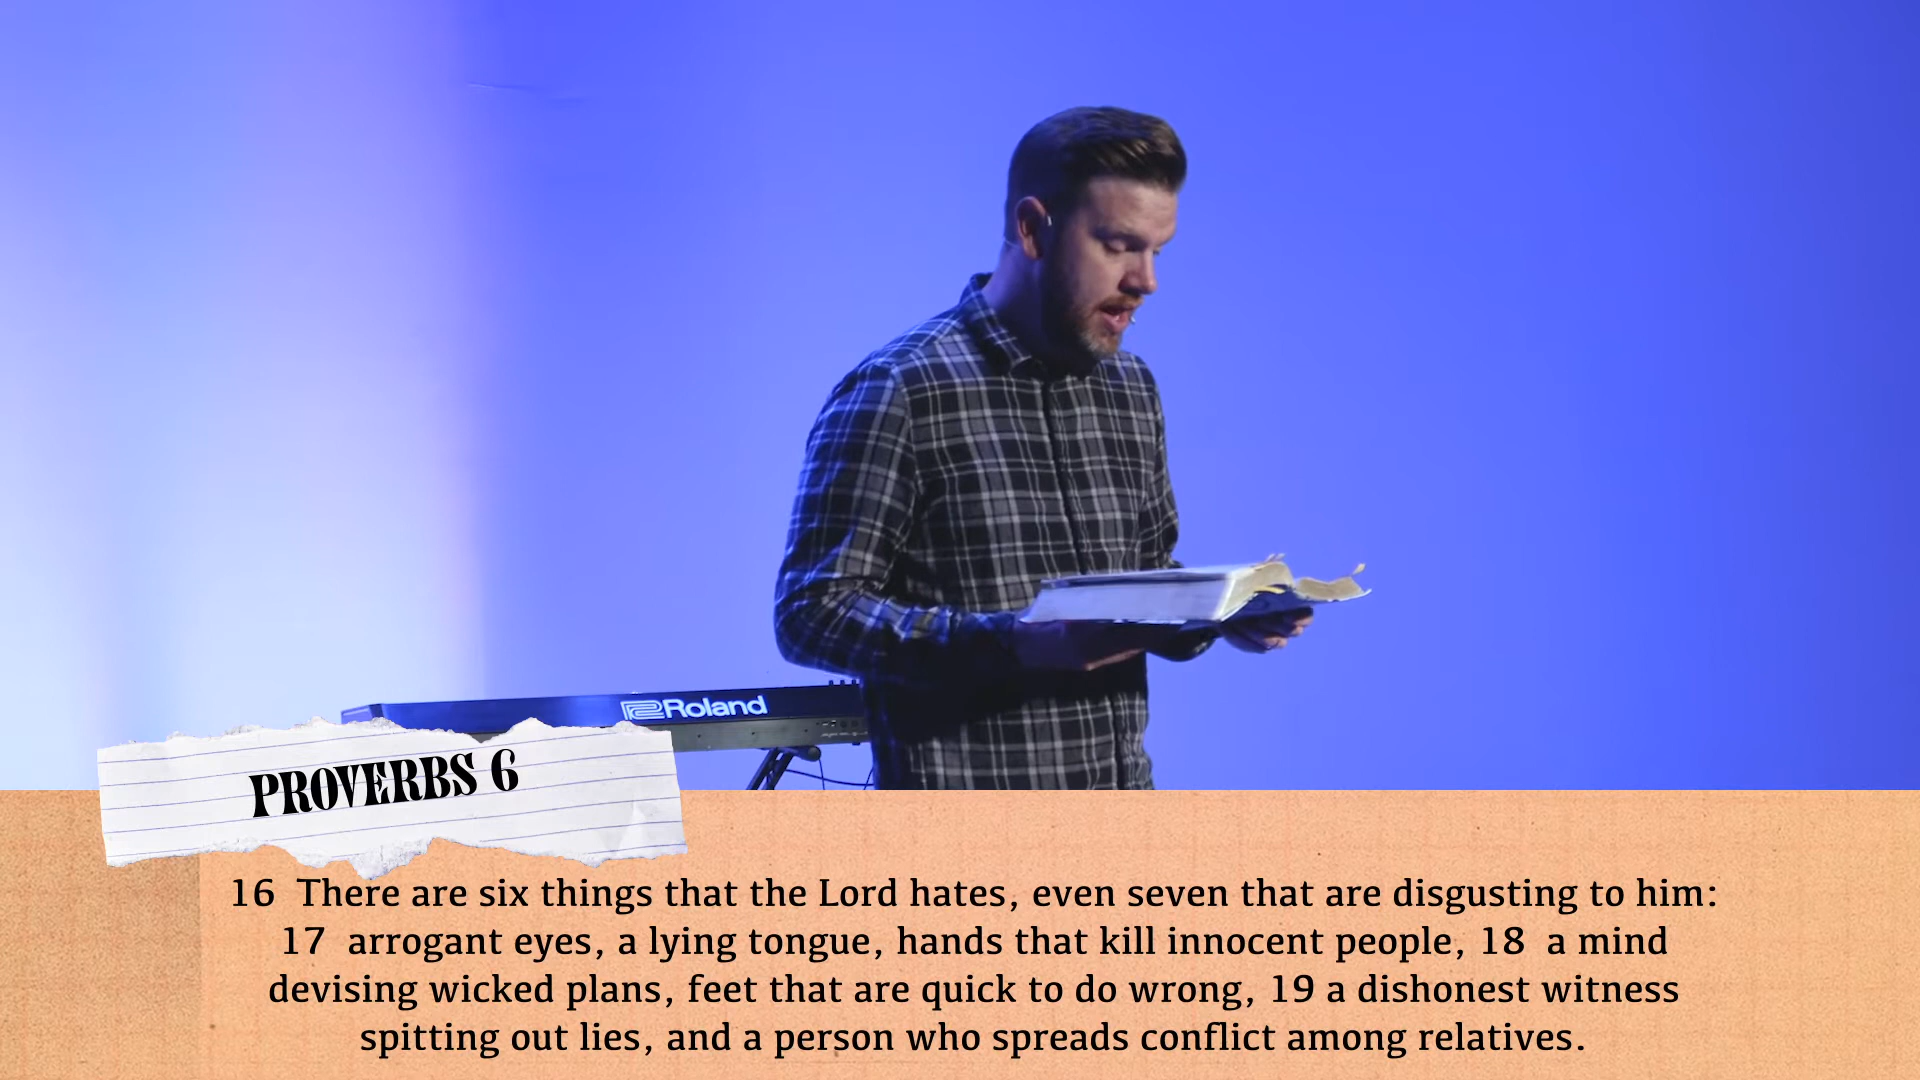 Roland
PROVERBS 6
16 There are six things that the Lord hates, even seven that are disgusting to him:
17 arrogant eyes, a lying tongue, hands that kill innocent people, 18 a mind
devising wicked plans, feet that are quick to do wrong, 19 a dishonest witness
spitting out lies, and a person who spreads conflict among relatives.